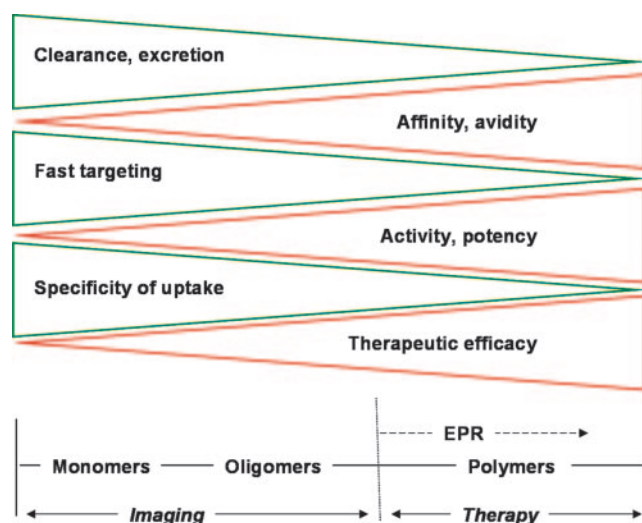 Clearance, excretion
Affinity, avidity
Fast targeting
Activity, potency
Specificity of uptake
Therapeutic efficacy
EPR
Monomers Oligomers Polymers
Imaging Therapy